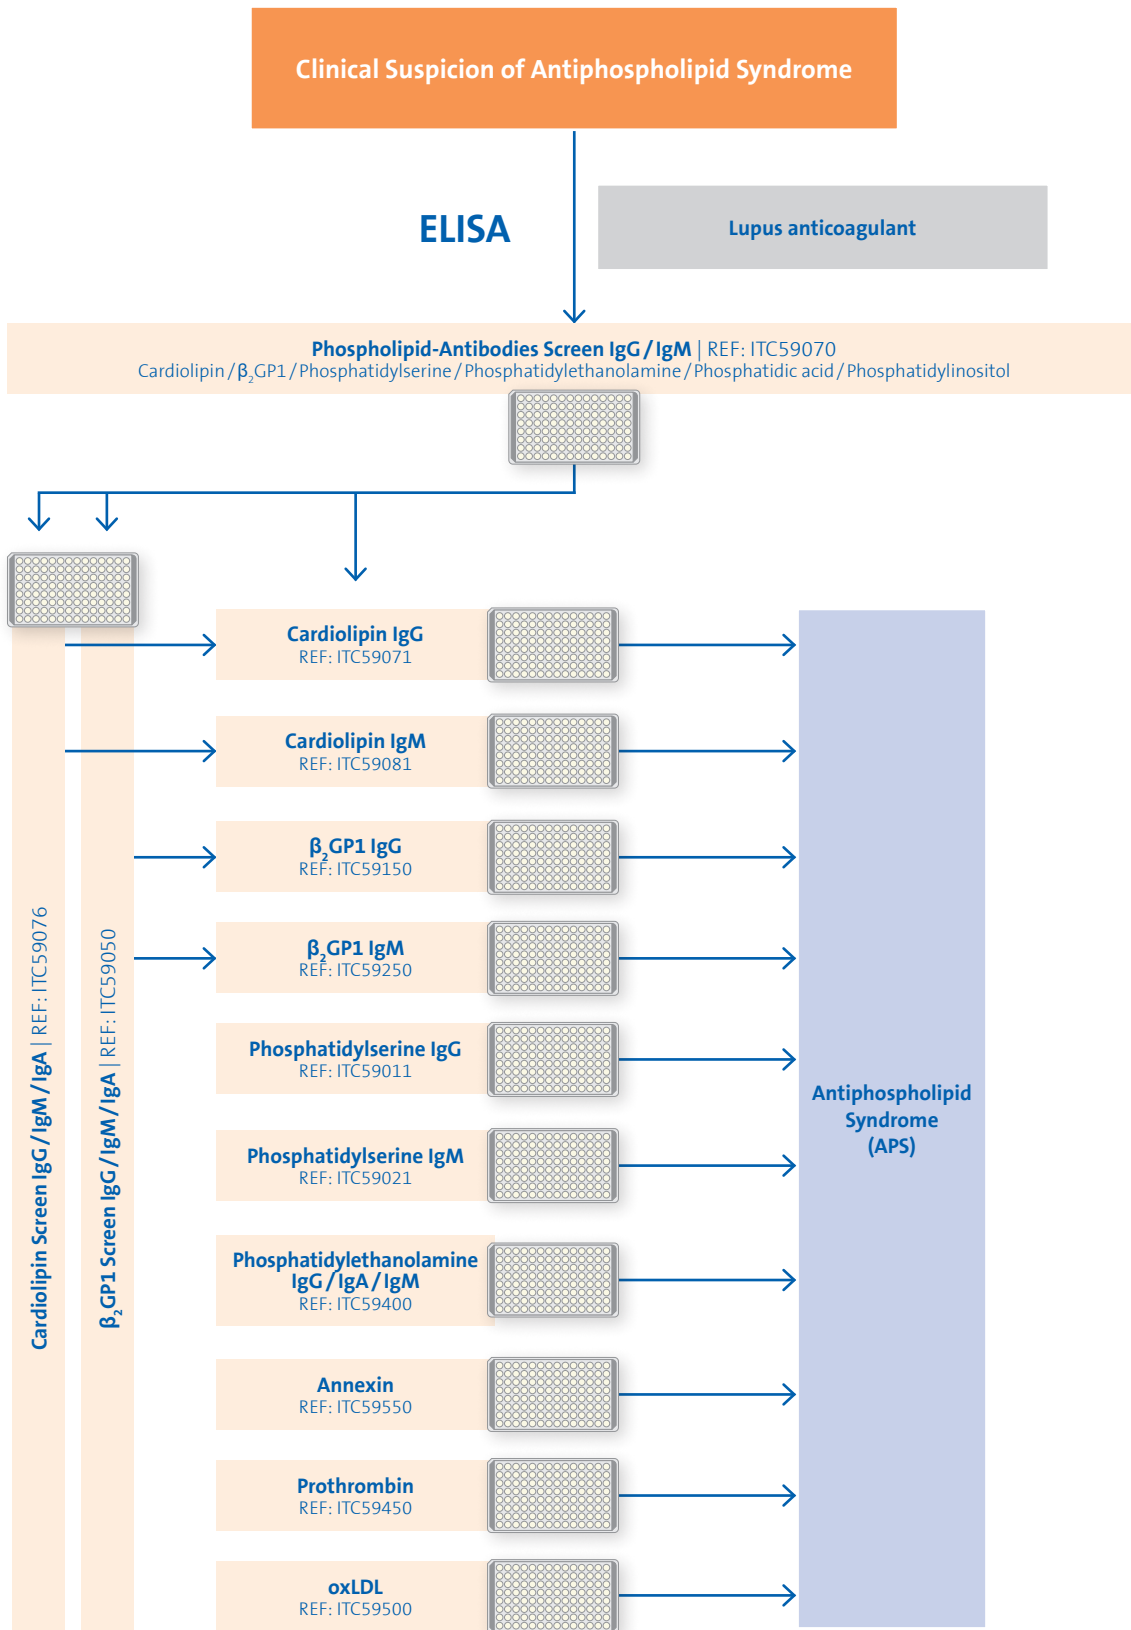 Clinical Suspicion of Antiphospholipid Syndrome
ELISA
Lupus anticoagulant
Phospholipid-Antibodies Screen IgG / IgM | REF: ITC59070
Cardiolipin / β₂GP1 / Phosphatidylserine / Phosphatidylethanolamine / Phosphatidic acid / Phosphatidylinositol
Cardiolipin Screen IgG / IgM / IgA | REF: ITC59076
β₂GP1 Screen IgG / IgM / IgA | REF: ITC59050
Cardiolipin IgG
REF: ITC59071
Cardiolipin IgM
REF: ITC59081
β₂GP1 IgG
REF: ITC59150
β₂GP1 IgM
REF: ITC59250
Phosphatidylserine IgG
REF: ITC59011
Phosphatidylserine IgM
REF: ITC59021
Phosphatidylethanolamine
IgG / IgA / IgM
REF: ITC59400
Annexin
REF: ITC59550
Prothrombin
REF: ITC59450
oxLDL
REF: ITC59500
Antiphospholipid
Syndrome
(APS)